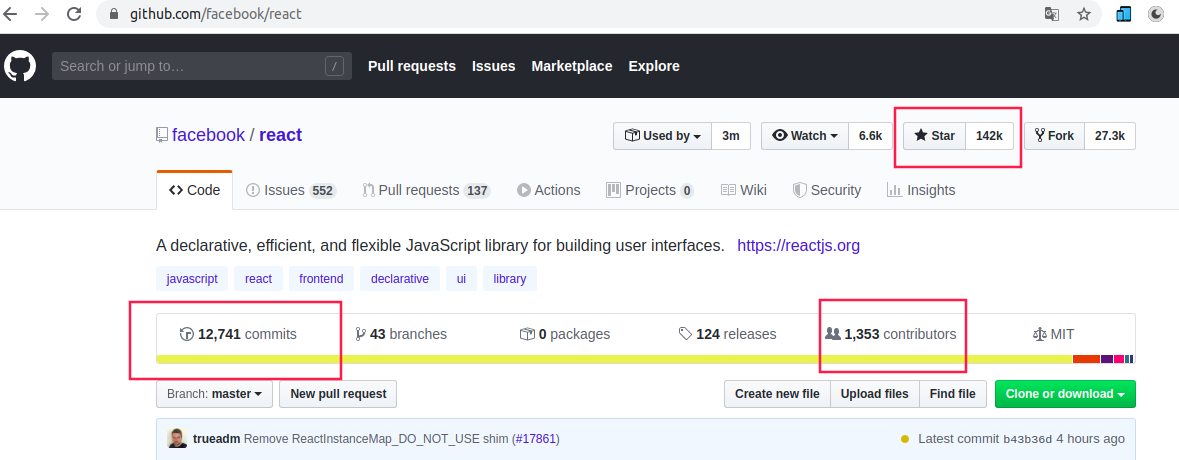 github.com/facebook/react
Search or jump to… / Pull requests Issues Marketplace Explore
facebook / react Used by 3m Watch 6.6k Star 142k Fork 27.3k
Code Issues 552 Pull requests 137 Actions Projects 0 Wiki Security Insights
A declarative, efficient, and flexible JavaScript library for building user interfaces. https://reactjs.org
javascript react frontend declarative ui library
12,741 commits 43 branches 0 packages 124 releases 1,353 contributors MIT
Branch: master New pull request Create new file Upload files Find file Clone or download
trueadm Remove ReactInstanceMap_DO_NOT_USE shim (#17861) Latest commit b43b36d 4 hours ago